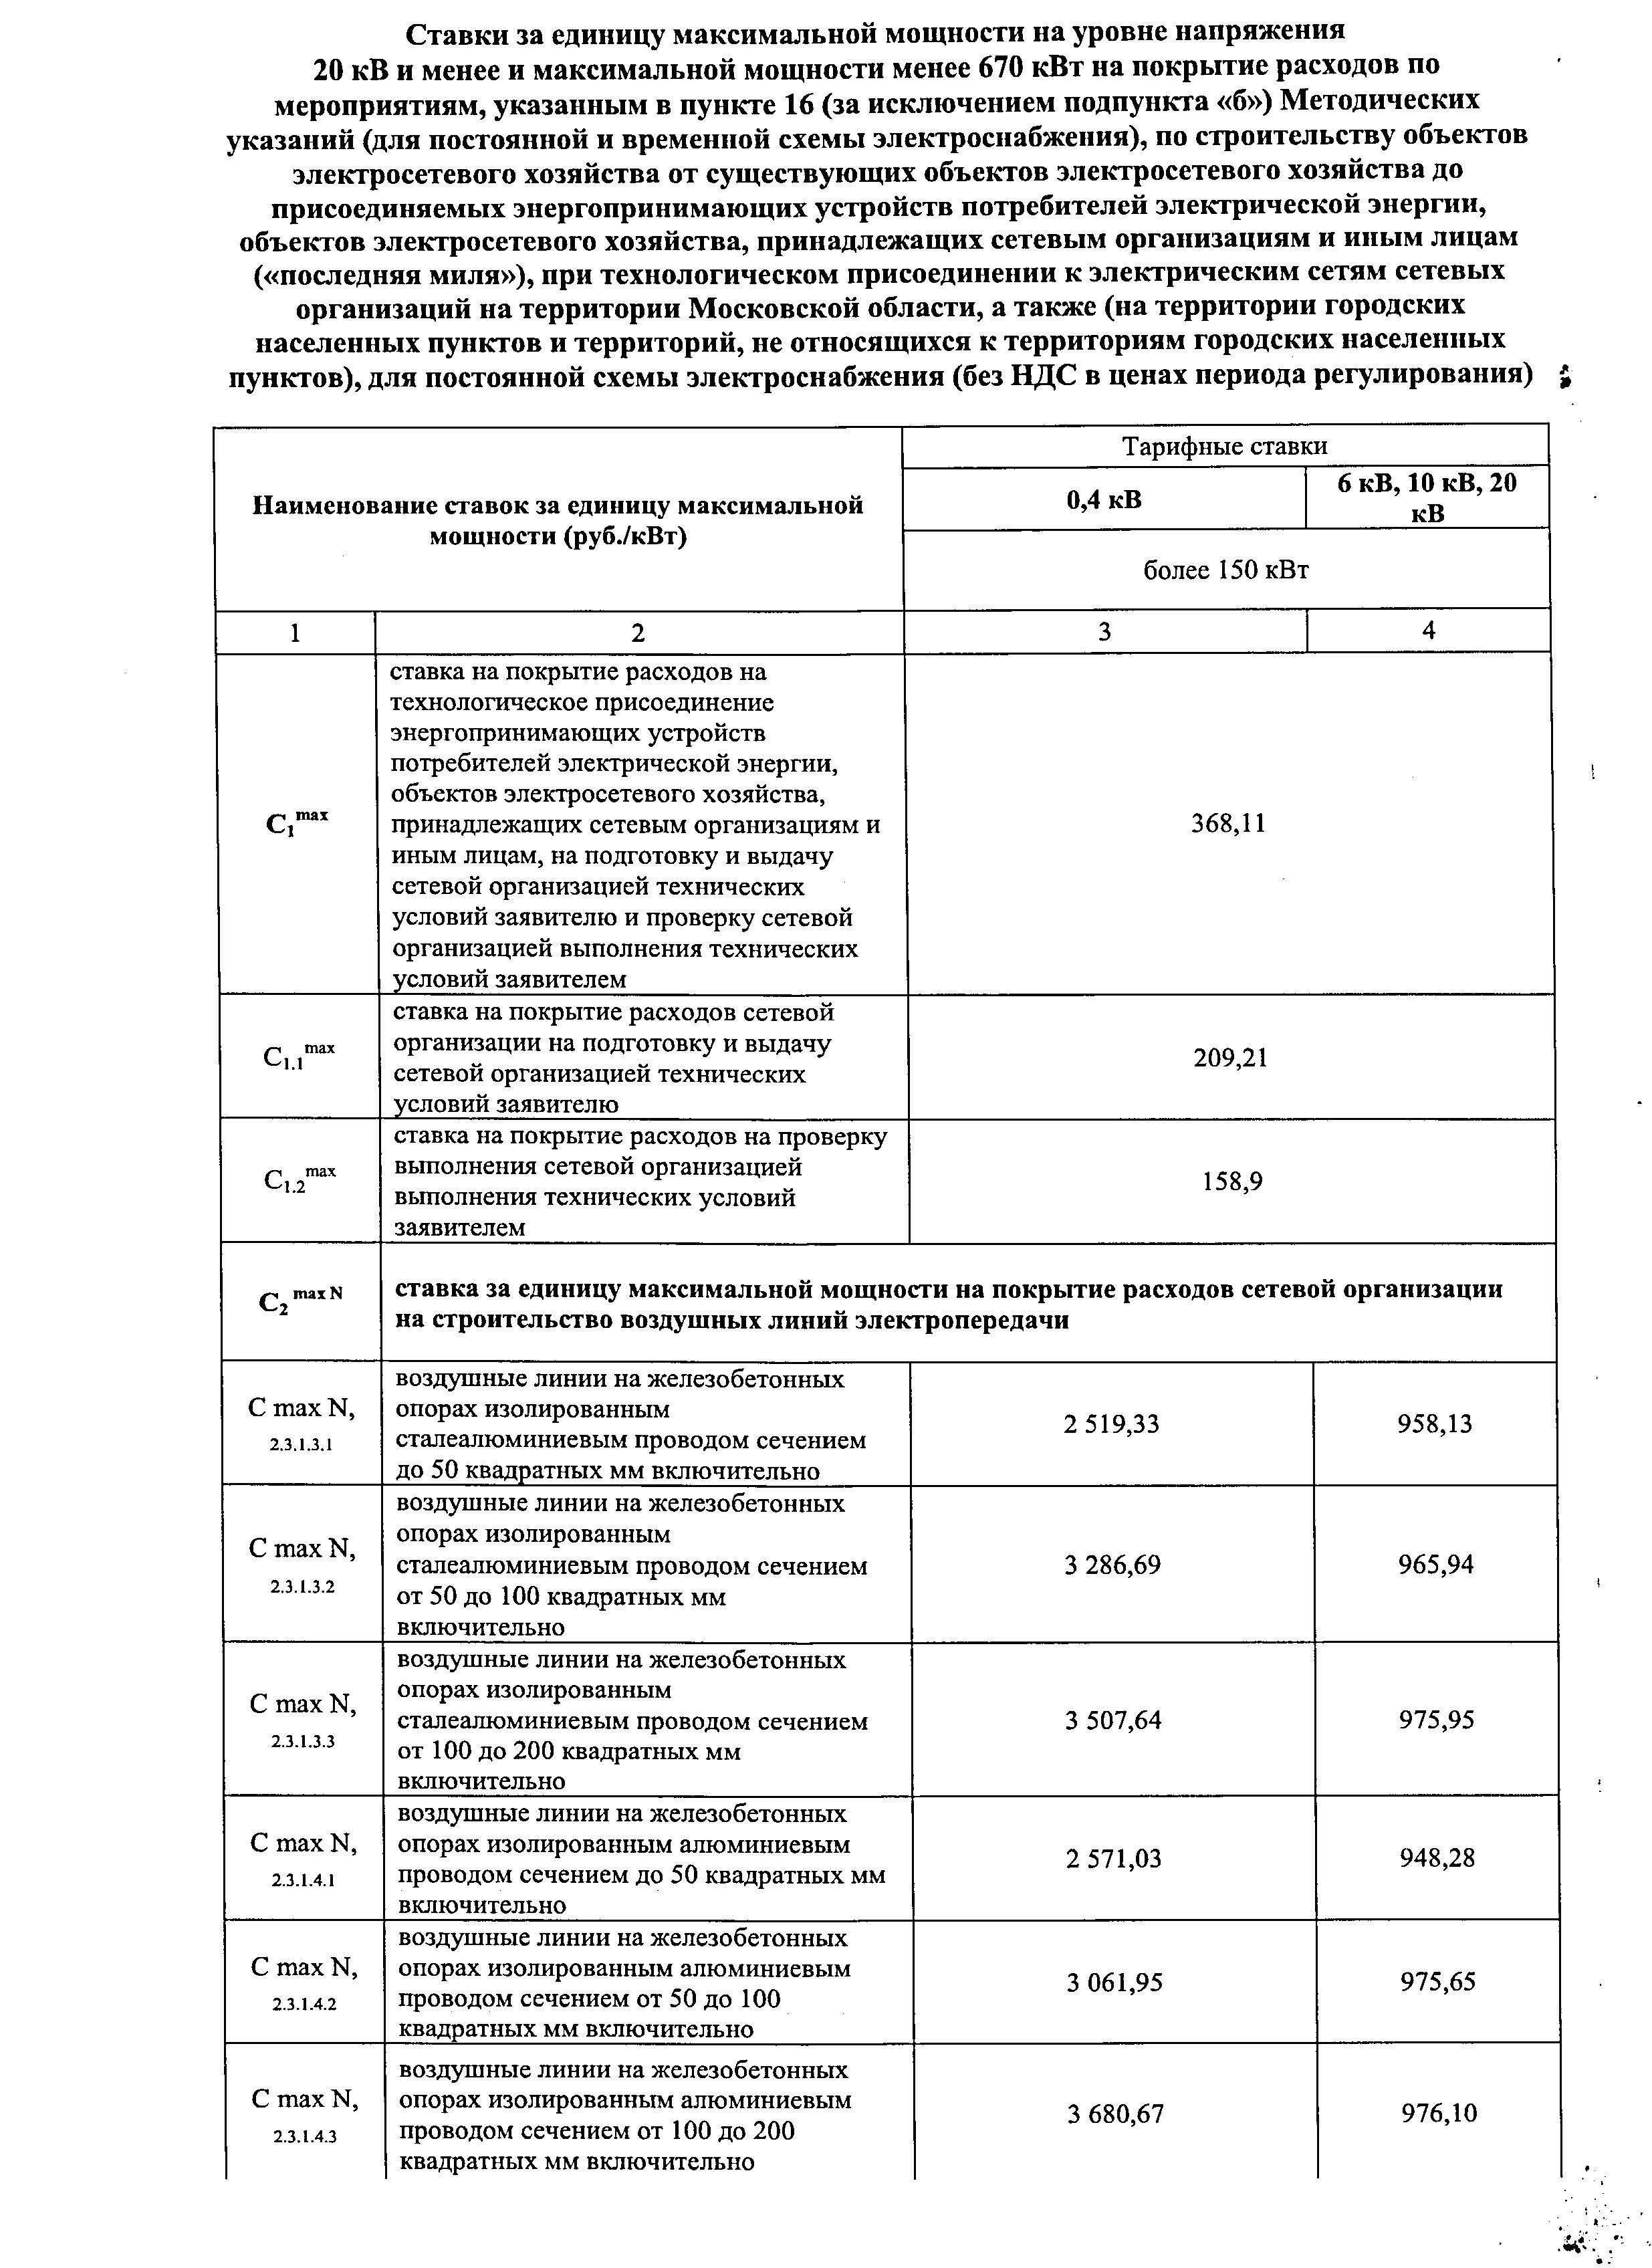 Ставки за единицу максимальной мощности на уровне напряжения
20 кВ и менее и максимальной мощности менее 670 кВт на покрытие расходов по
мероприятиям, указанным в пункте 16 (за исключением подпункта «б») Методических
указаний (для постоянной и временной схемы электроснабжения), по строительству объектов
электросетевого хозяйства от существующих объектов электросетевого хозяйства до
присоединяемых энергопринимающих устройств потребителей электрической энергии,
объектов электросетевого хозяйства, принадлежащих сетевым организациям и иным лицам
(«последняя миля»), при технологическом присоединении к электрическим сетям сетевых
организаций на территории Московской области, а также (на территории городских
населенных пунктов и территорий, не относящихся к территориям городских населенных
пунктов), для постоянной схемы электроснабжения (без НДС в ценах периода регулирования)
Наименование ставок за единицу максимальной
мощности (руб./кВт)
Тарифные ставки
0,4 кВ
6 кВ, 10 кВ, 20
кВ
более 150 кВт
1
2
3
4
C1 max
ставка на покрытие расходов на
технологическое присоединение
энергопринимающих устройств
потребителей электрической энергии,
объектов электросетевого хозяйства,
принадлежащих сетевым организациям и
иным лицам, на подготовку и выдачу
сетевой организацией технических
условий заявителю и проверку сетевой
организацией выполнения технических
условий заявителем
368,11
C1.1 max
ставка на покрытие расходов сетевой
организации на подготовку и выдачу
сетевой организацией технических
условий заявителю
209,21
C1.2 max
ставка на покрытие расходов на проверку
выполнения сетевой организацией
выполнения технических условий
заявителем
158,9
C2 max N
ставка за единицу максимальной мощности на покрытие расходов сетевой организации
на строительство воздушных линий электропередачи
C max N,
2.3.1.3.1
воздушные линии на железобетонных
опорах изолированным
сталеалюминиевым проводом сечением
до 50 квадратных мм включительно
2 519,33
958,13
C max N,
2.3.1.3.2
воздушные линии на железобетонных
опорах изолированным
сталеалюминиевым проводом сечением
от 50 до 100 квадратных мм
включительно
3 286,69
965,94
C max N,
2.3.1.3.3
воздушные линии на железобетонных
опорах изолированным
сталеалюминиевым проводом сечением
от 100 до 200 квадратных мм
включительно
3 507,64
975,95
C max N,
2.3.1.4.1
воздушные линии на железобетонных
опорах изолированным алюминиевым
проводом сечением до 50 квадратных мм
включительно
2 571,03
948,28
C max N,
2.3.1.4.2
воздушные линии на железобетонных
опорах изолированным алюминиевым
проводом сечением от 50 до 100
квадратных мм включительно
3 061,95
975,65
C max N,
2.3.1.4.3
воздушные линии на железобетонных
опорах изолированным алюминиевым
проводом сечением от 100 до 200
квадратных мм включительно
3 680,67
976,10